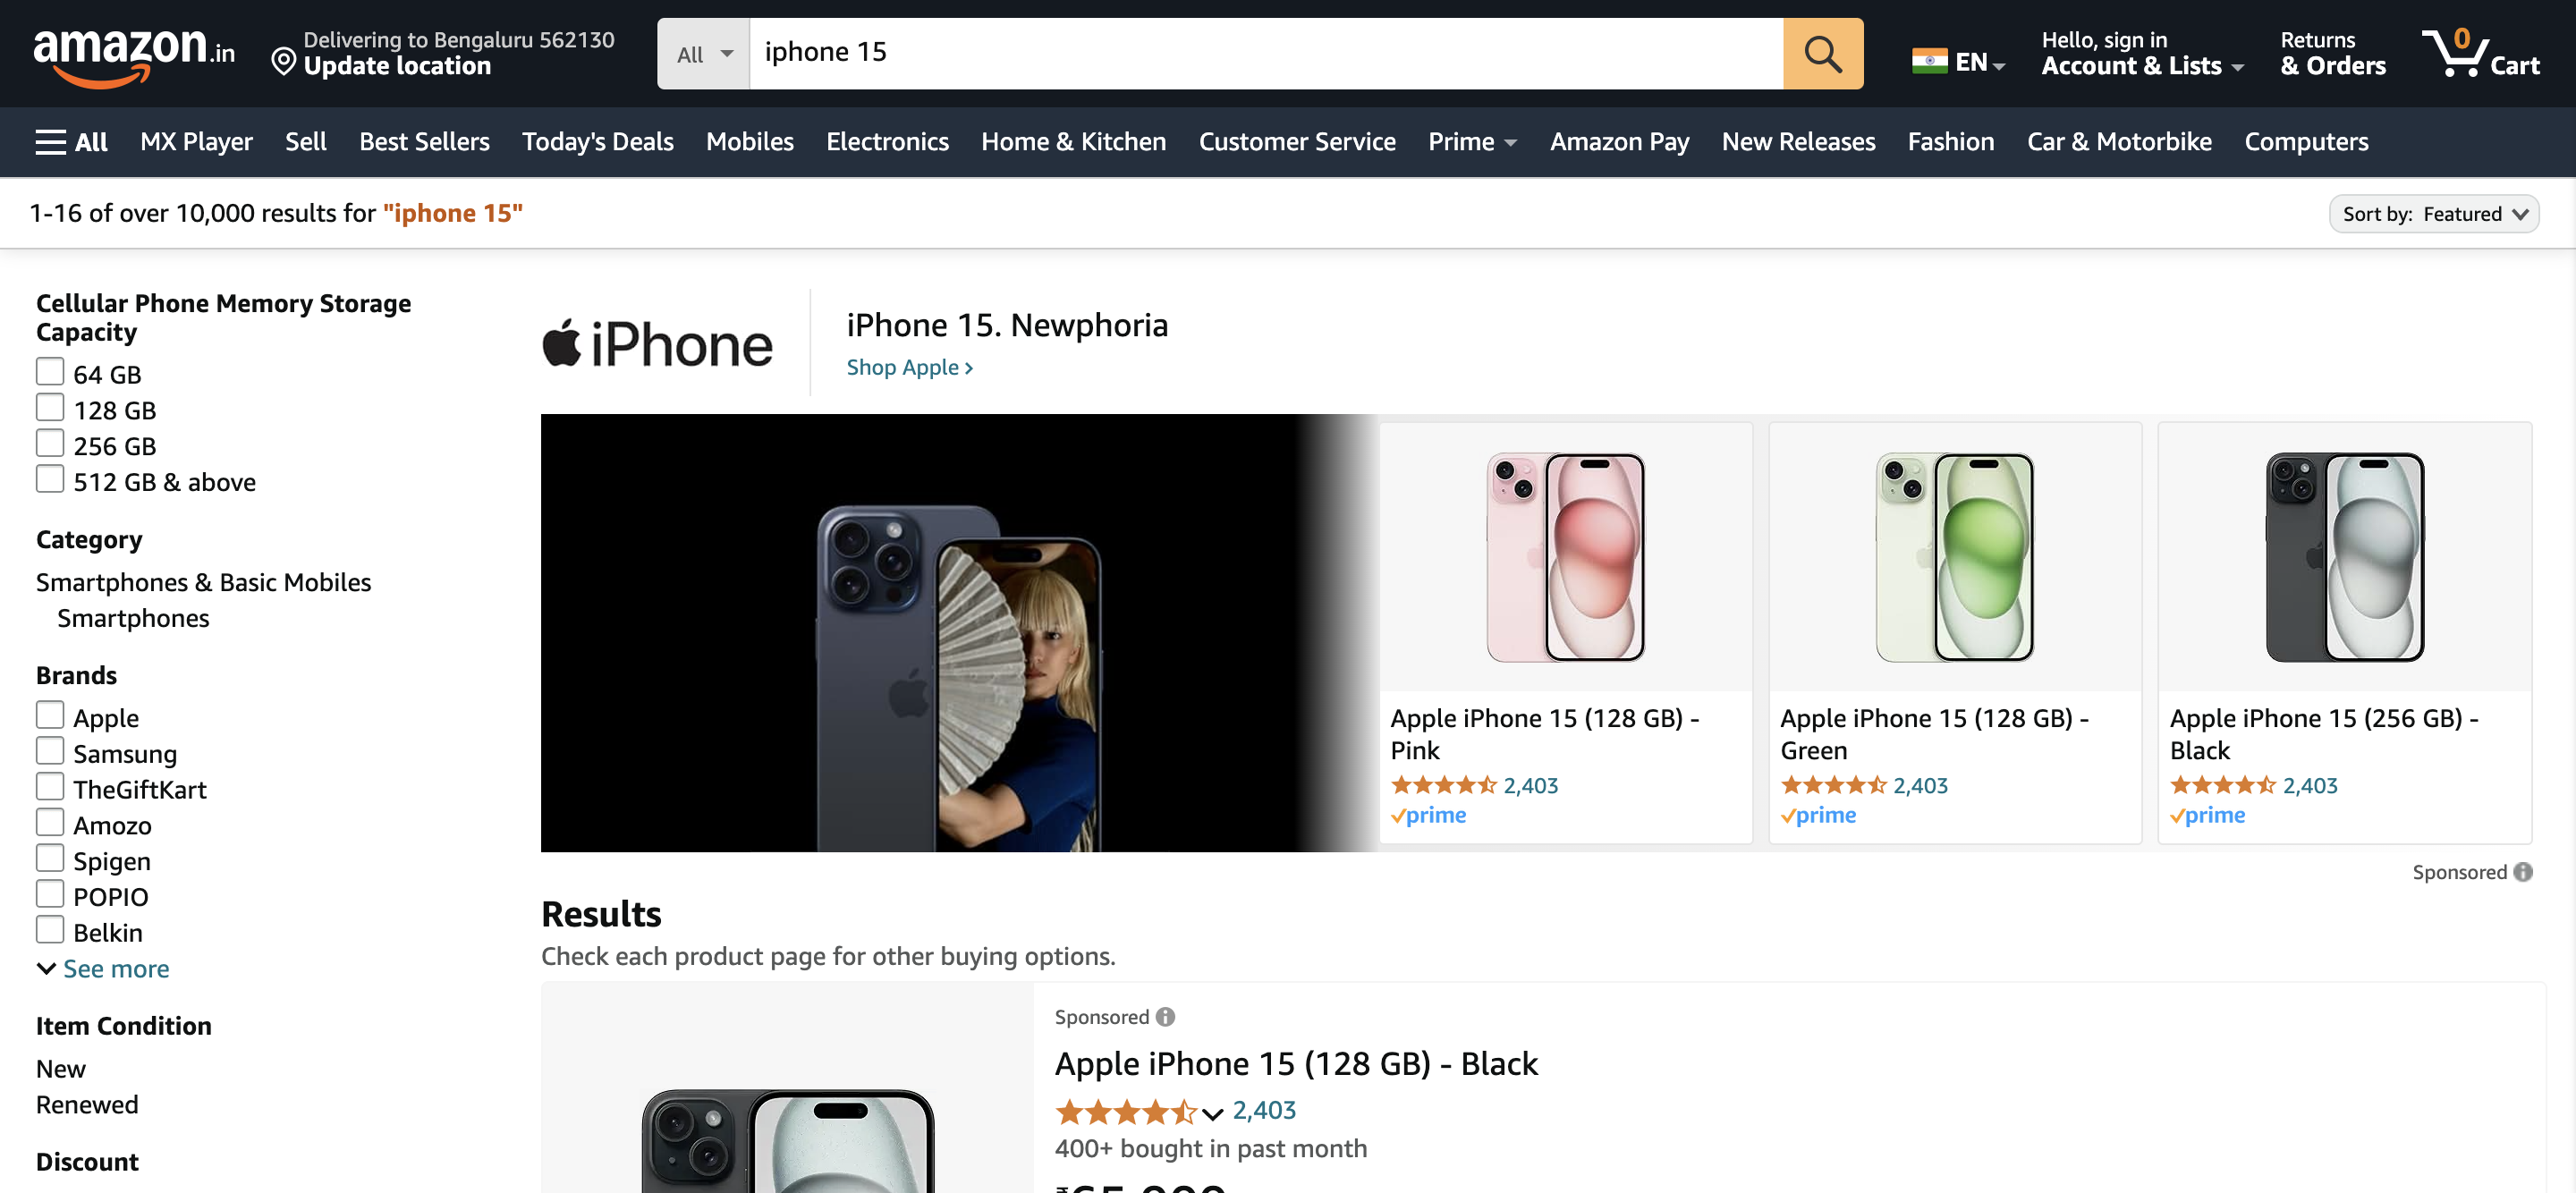 amazon.in
Delivering to Bengaluru 562130
Update location
All
iphone 15
EN
Hello, sign in
Account & Lists
Returns
& Orders
0
Cart
All
MX Player
Sell
Best Sellers
Today's Deals
Mobiles
Electronics
Home & Kitchen
Customer Service
Prime
Amazon Pay
New Releases
Fashion
Car & Motorbike
Computers
1-16 of over 10,000 results for "iphone 15"
Sort by: Featured
Cellular Phone Memory Storage
Capacity
64 GB
128 GB
256 GB
512 GB & above
Category
Smartphones & Basic Mobiles
Smartphones
Brands
Apple
Samsung
TheGiftKart
Amozo
Spigen
POPIO
Belkin
See more
Item Condition
New
Renewed
Discount
iPhone
iPhone 15. Newphoria
Shop Apple ›
Apple iPhone 15 (128 GB) -
Pink
2,403
prime
Apple iPhone 15 (128 GB) -
Green
2,403
prime
Apple iPhone 15 (256 GB) -
Black
2,403
prime
Sponsored
Results
Check each product page for other buying options.
Sponsored
Apple iPhone 15 (128 GB) - Black
2,403
400+ bought in past month